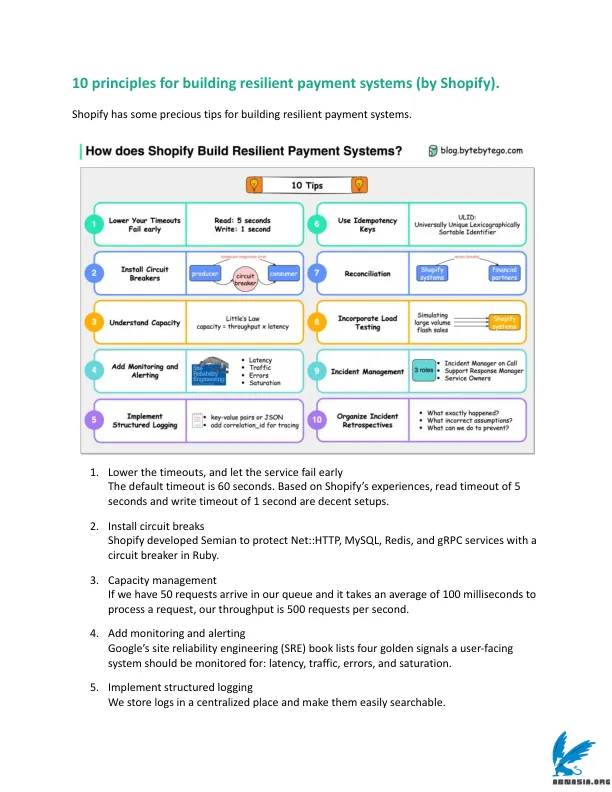 10 principles for building resilient payment systems (by Shopify).
Shopify has some precious tips for building resilient payment systems.
How does Shopify Build Resilient Payment Systems?
blog.bytebytego.com
10 Tips
1
Lower Your Timeouts
Fail early
Read: 5 seconds
Write: 1 second
2
Install Circuit
Breakers
producer
circuit
breaker
consumer
3
Understand Capacity
Little's Law
capacity = throughput x latency
4
Add Monitoring and
Alerting
Site
Reliability
Engineering
• Latency
• Traffic
• Errors
• Saturation
5
Implement
Structured Logging
• key-value pairs or JSON
• add correlation_id for tracing
6
Use Idempotency
Keys
ULID:
Universally Unique Lexicographically
Sortable Identifier
7
Reconciliation
Shopify
systems
financial
partners
8
Incorporate Load
Testing
Simulating
large volume
flash sales
Shopify
systems
9
Incident Management
3 roles
• Incident Manager on Call
• Support Response Manager
• Service Owners
10
Organize Incident
Retrospectives
• What exactly happened?
• What incorrect assumptions?
• What can we do to prevent?
1. Lower the timeouts, and let the service fail early
The default timeout is 60 seconds. Based on Shopify’s experiences, read timeout of 5
seconds and write timeout of 1 second are decent setups.
2. Install circuit breaks
Shopify developed Semian to protect Net::HTTP, MySQL, Redis, and gRPC services with a
circuit breaker in Ruby.
3. Capacity management
If we have 50 requests arrive in our queue and it takes an average of 100 milliseconds to
process a request, our throughput is 500 requests per second.
4. Add monitoring and alerting
Google’s site reliability engineering (SRE) book lists four golden signals a user-facing
system should be monitored for: latency, traffic, errors, and saturation.
5. Implement structured logging
We store logs in a centralized place and make them easily searchable.
ABNASIA.ORG